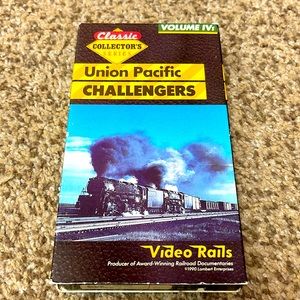 Classic
COLLECTOR'S
SERIES
VOLUME IV:
Union Pacific
CHALLENGERS
Video Rails
Producer of Award-Winning Railroad Documentaries
©1990 Lambert Enterprises